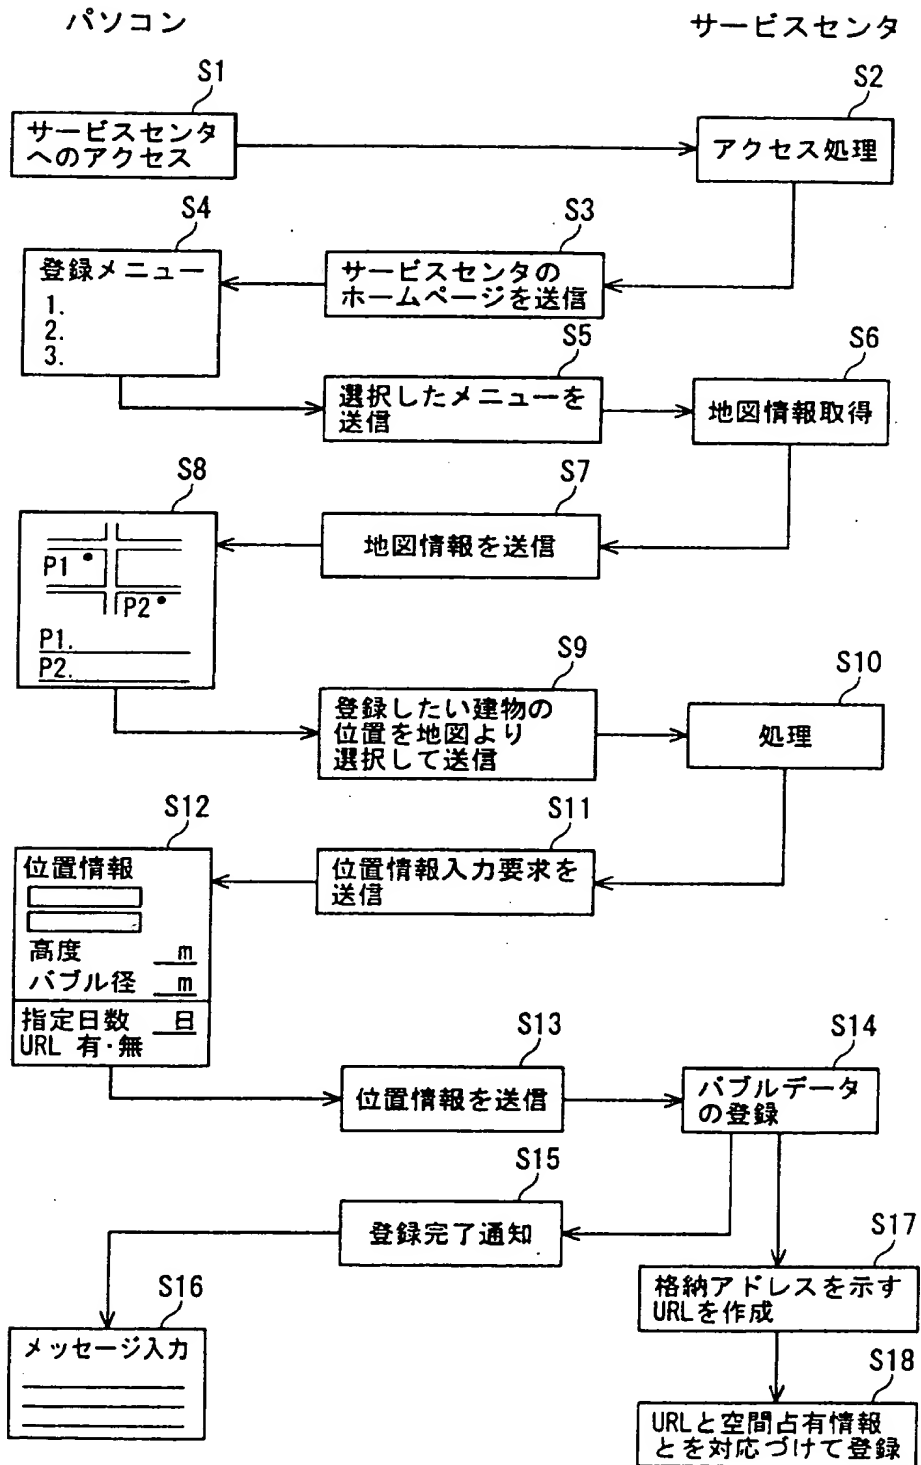 パソコン
サービスセンタ
S1
サービスセンタ
へのアクセス
S2
アクセス処理
S3
サービスセンタの
ホームページを送信
S4
登録メニュー
1.
2.
3.
S5
選択したメニューを
送信
S6
地図情報取得
S7
地図情報を送信
S8
P1
P2
P1.
P2.
S9
登録したい建物の
位置を地図より
選択して送信
S10
処理
S11
位置情報入力要求を
送信
S12
位置情報
高度 m
バブル径 m
指定日数 日
URL 有・無
S13
位置情報を送信
S14
バブルデータ
の登録
S15
登録完了通知
S16
メッセージ入力
S17
格納アドレスを示す
URLを作成
S18
URLと空間占有情報
とを対応づけて登録